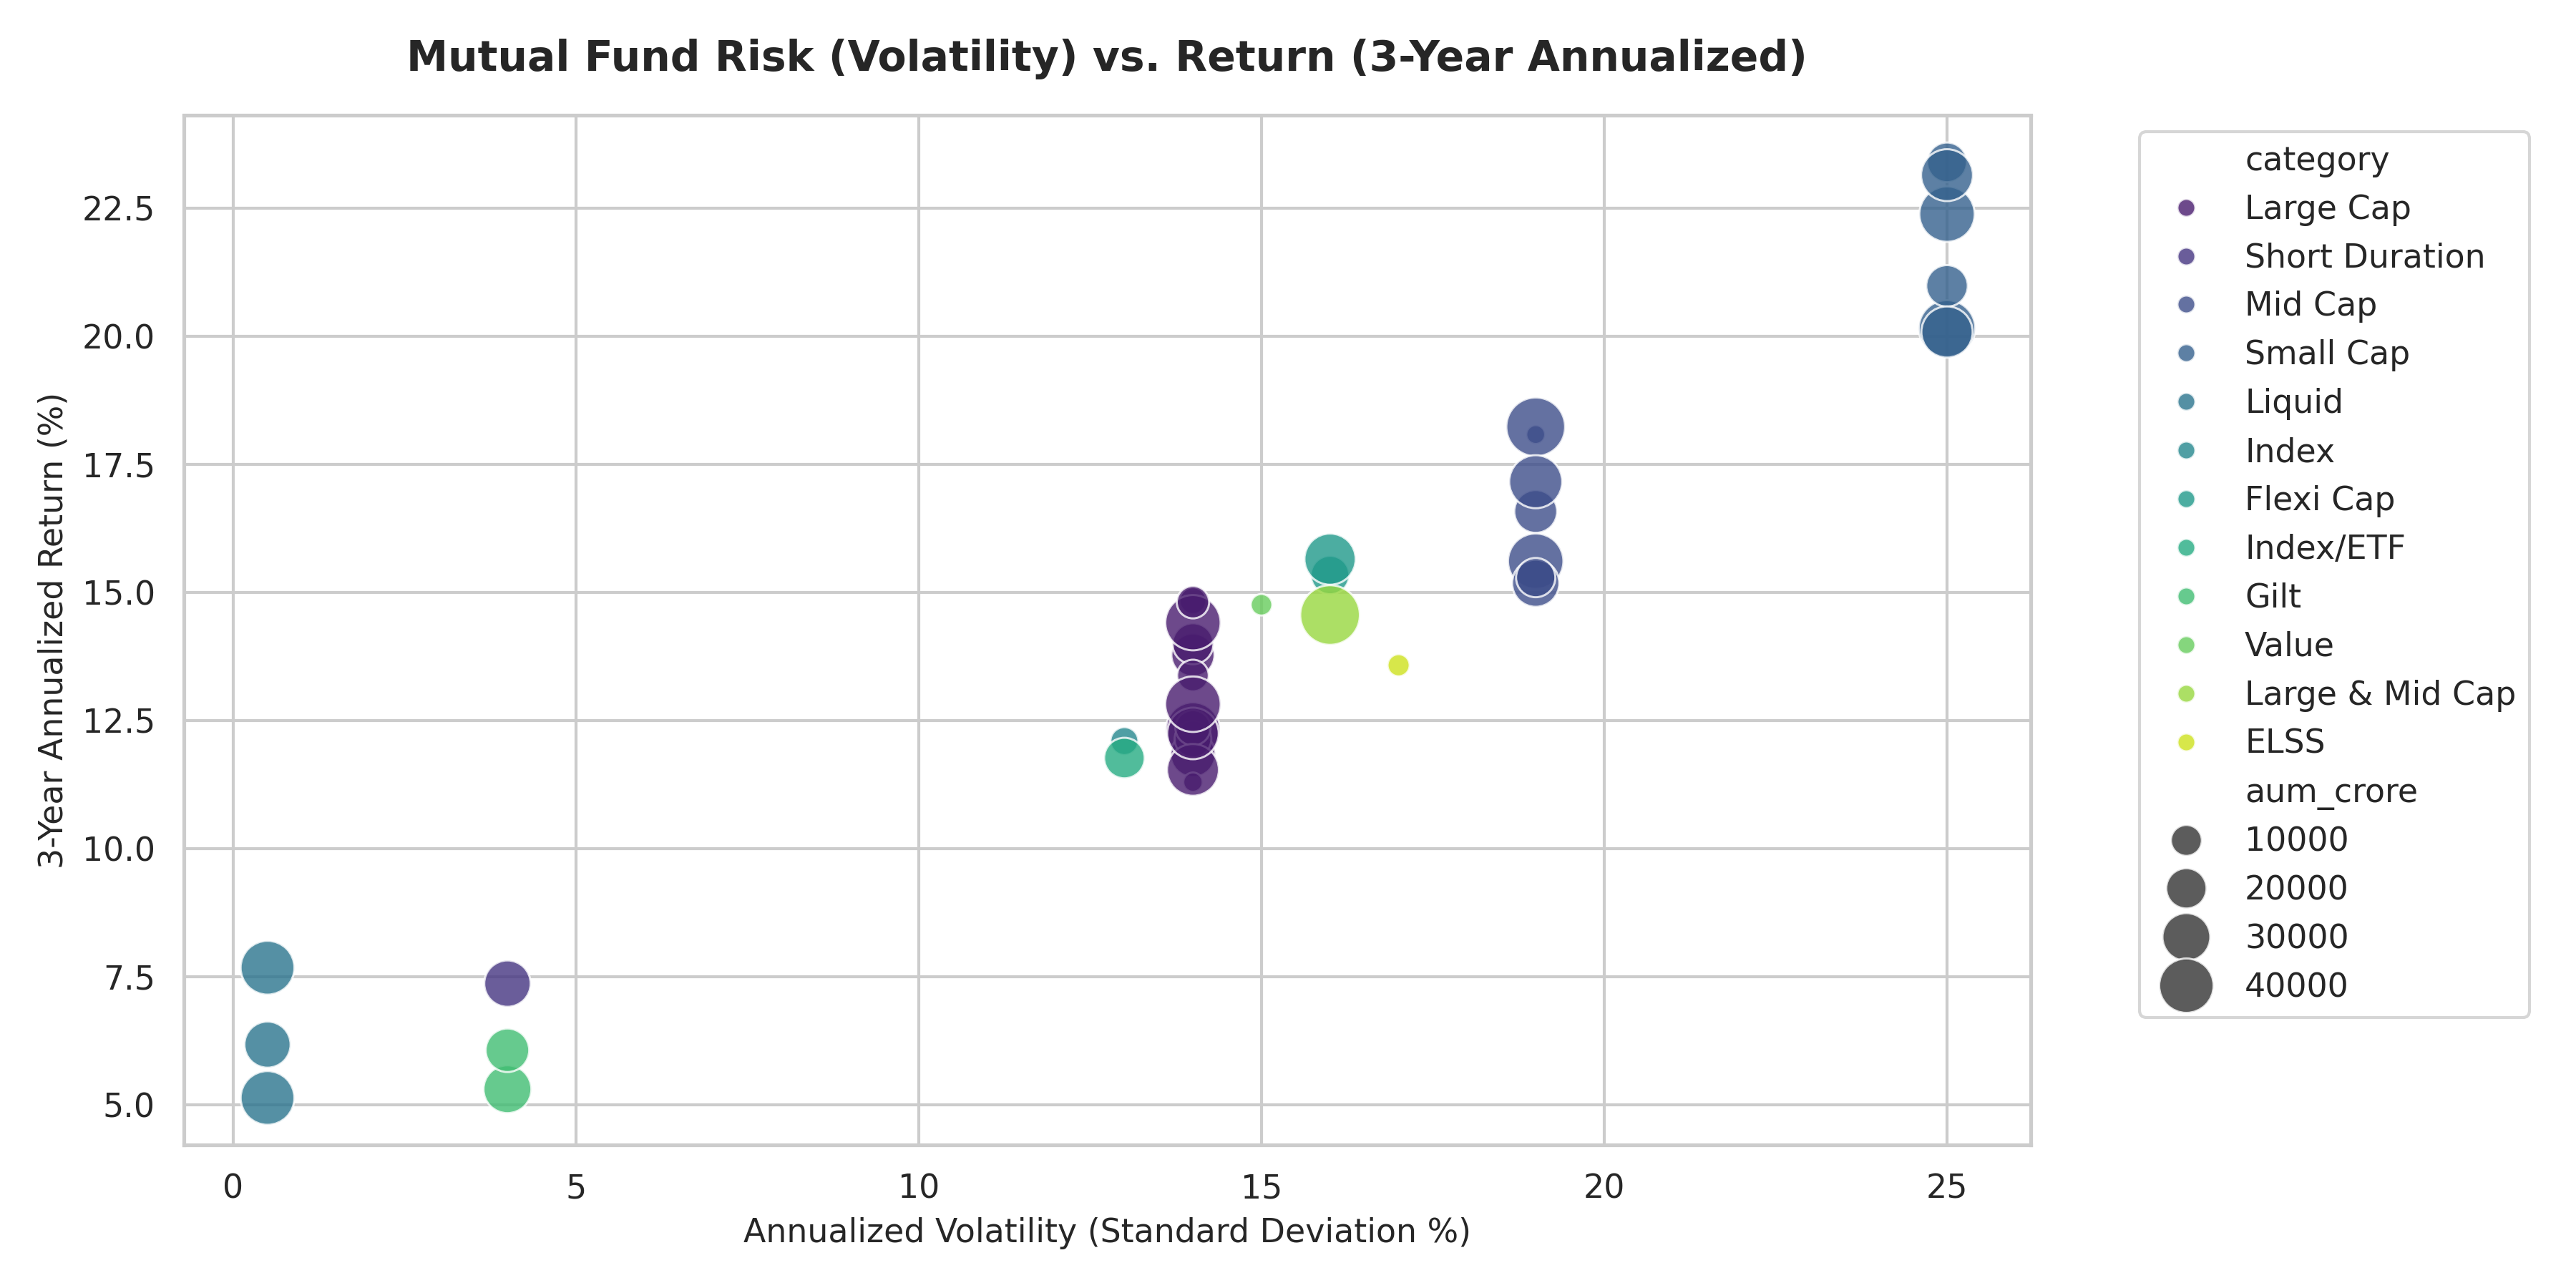 Mutual Fund Risk (Volatility) vs. Return (3-Year Annualized)
3-Year Annualized Return (%)
22.5
20.0
17.5
15.0
12.5
10.0
7.5
5.0
0 5 10 15 20 25
Annualized Volatility (Standard Deviation %)
category
Large Cap
Short Duration
Mid Cap
Small Cap
Liquid
Index
Flexi Cap
Index/ETF
Gilt
Value
Large & Mid Cap
ELSS
aum_crore
10000
20000
30000
40000